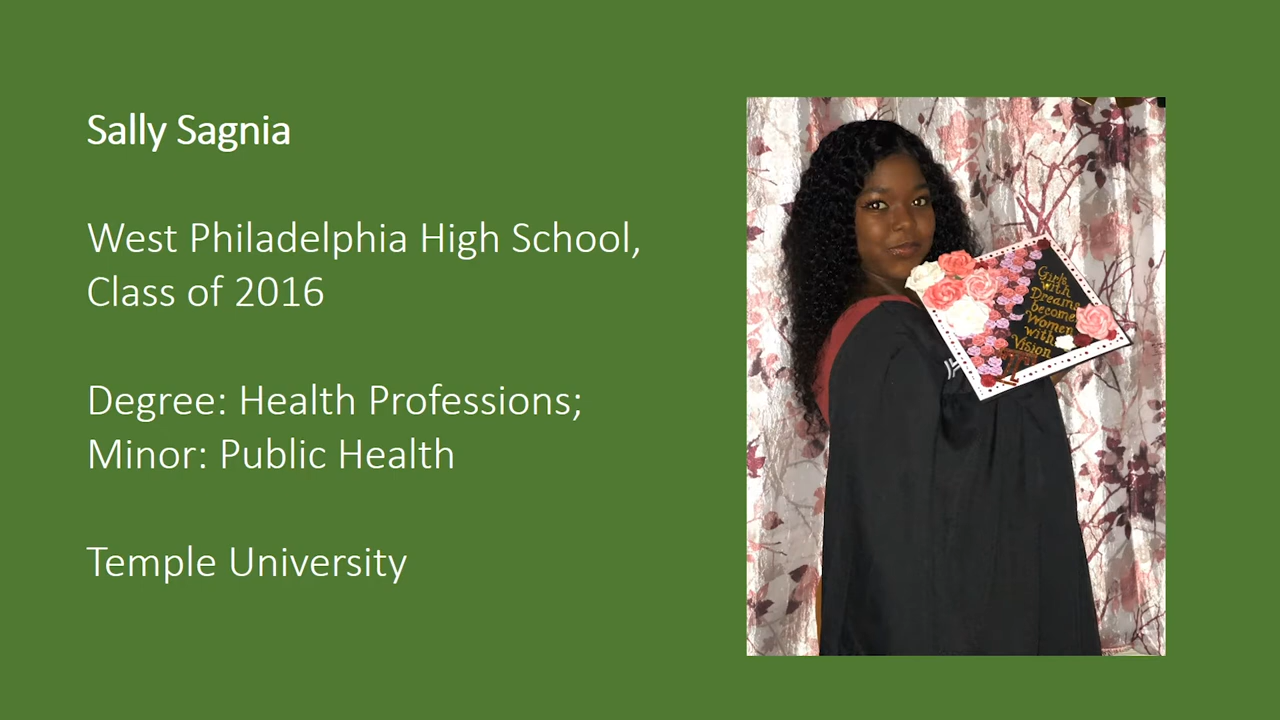 Sally Sagnia
West Philadelphia High School,
Class of 2016
Degree: Health Professions;
Minor: Public Health
Temple University
Girls
with
Dreams
become
Women
with
Vision